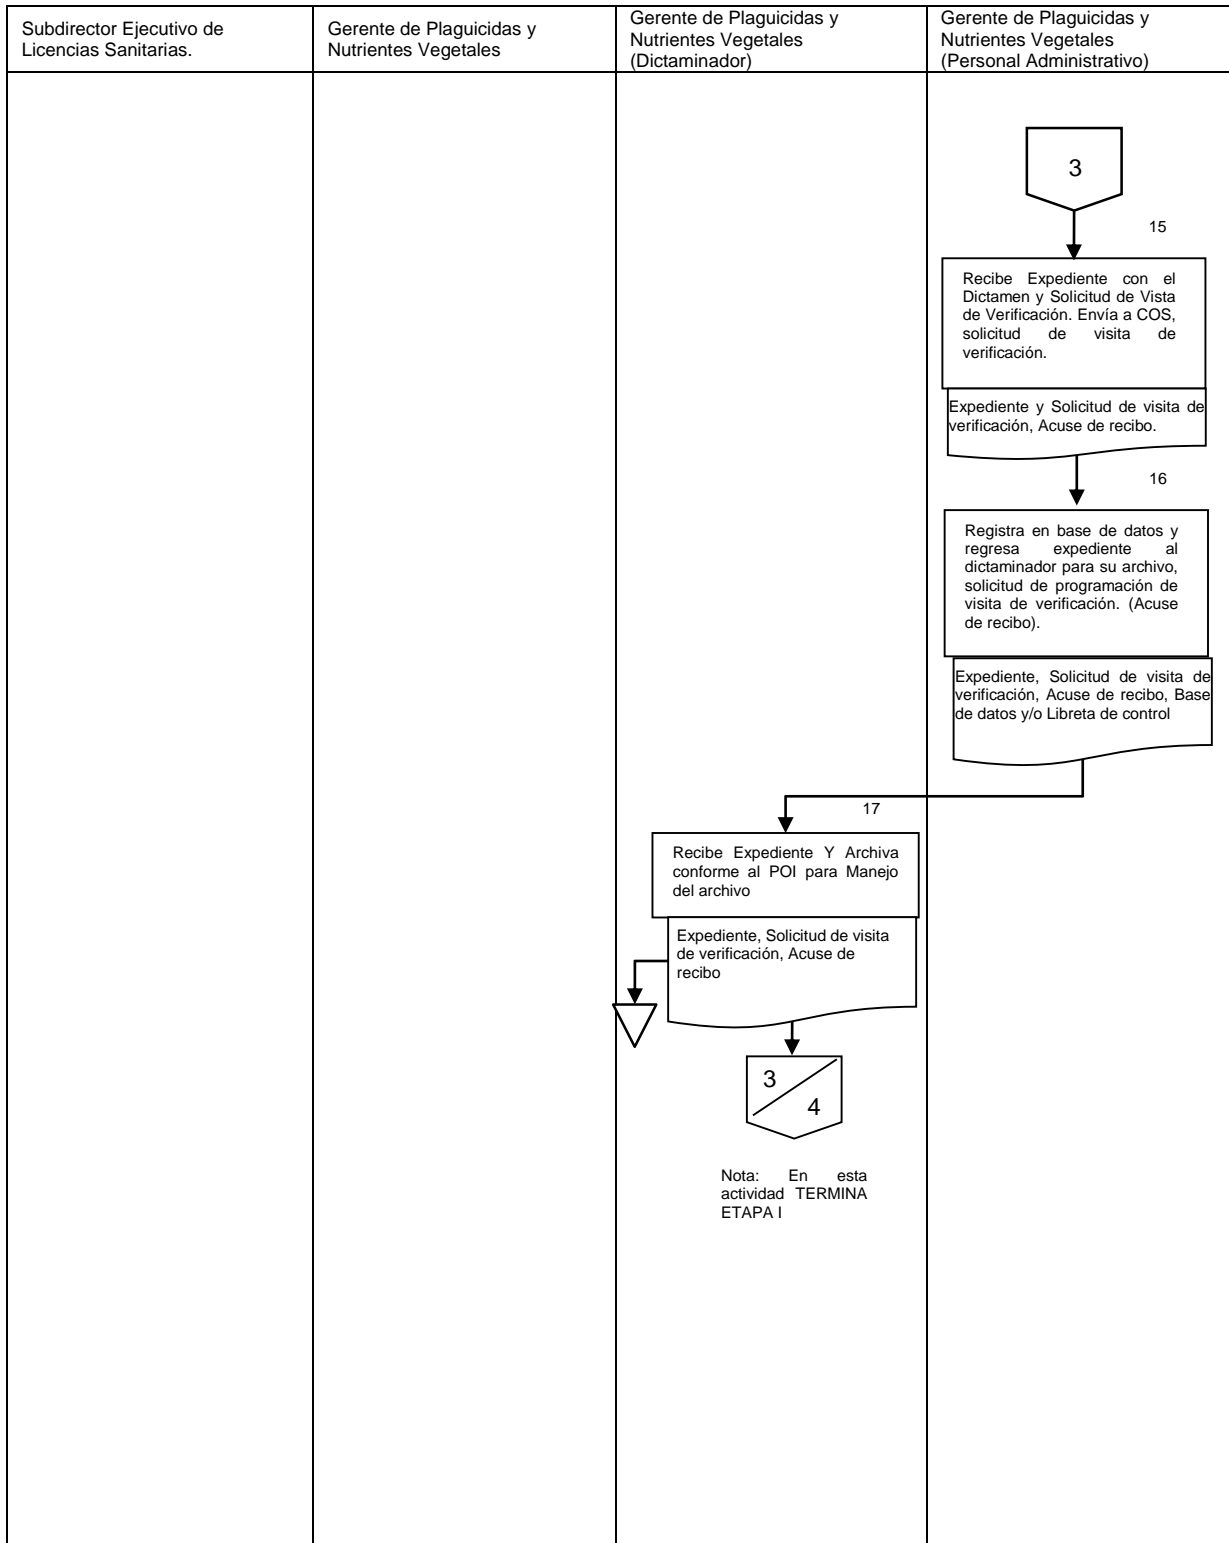 Subdirector Ejecutivo de
Licencias Sanitarias.
Gerente de Plaguicidas y
Nutrientes Vegetales
Gerente de Plaguicidas y
Nutrientes Vegetales
(Dictaminador)
Gerente de Plaguicidas y
Nutrientes Vegetales
(Personal Administrativo)
3
15
Recibe Expediente con el
Dictamen y Solicitud de Vista
de Verificación. Envía a COS,
solicitud de visita de
verificación.
Expediente y Solicitud de visita de
verificación, Acuse de recibo.
16
Registra en base de datos y
regresa expediente al
dictaminador para su archivo,
solicitud de programación de
visita de verificación. (Acuse
de recibo).
Expediente, Solicitud de visita de
verificación, Acuse de recibo, Base
de datos y/o Libreta de control
17
Recibe Expediente Y Archiva
conforme al POI para Manejo
del archivo
Expediente, Solicitud de visita
de verificación, Acuse de
recibo
3
4
Nota: En esta
actividad TERMINA
ETAPA I